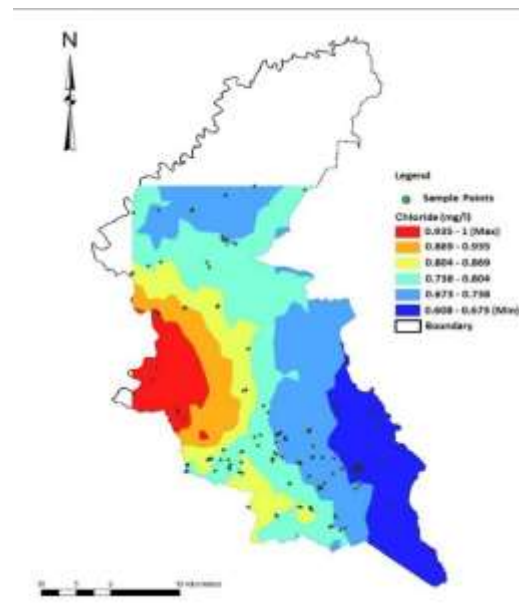 N
Legend
Sample Points
Chloride (mg/l)
0.935 - 1 (Max)
0.869 - 0.935
0.804 - 0.869
0.738 - 0.804
0.673 - 0.738
0.608 - 0.673 (Min)
Boundary